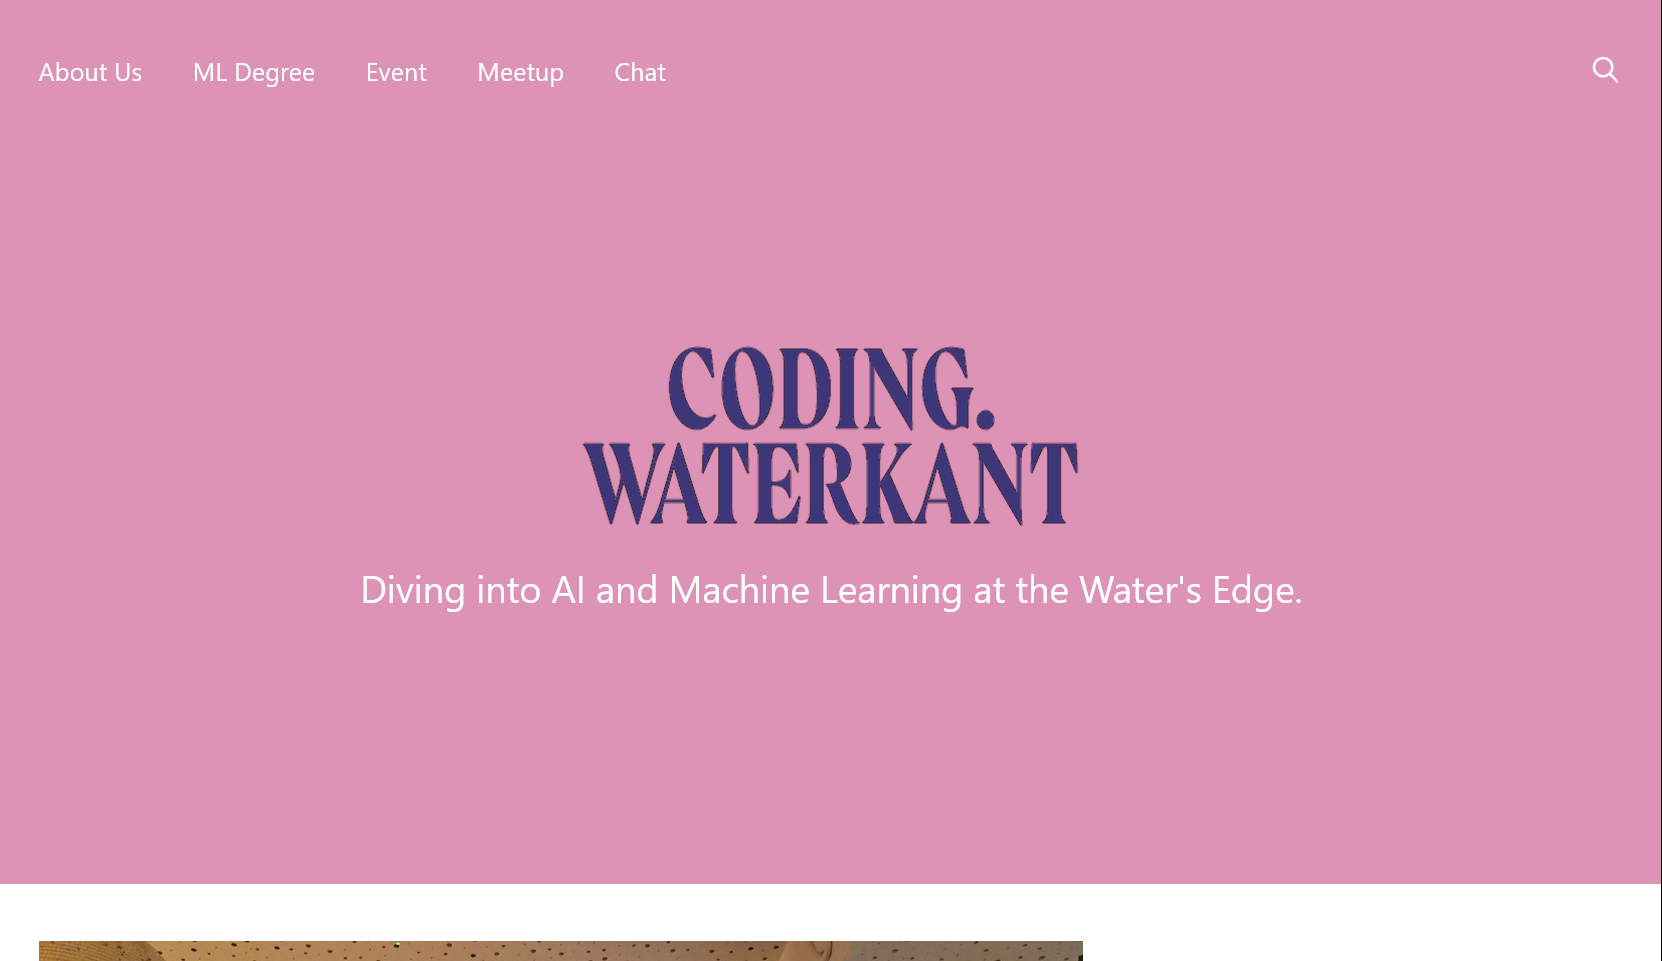 About Us ML Degree Event Meetup Chat
CODING.
WATERKANT
Diving into AI and Machine Learning at the Water's Edge.